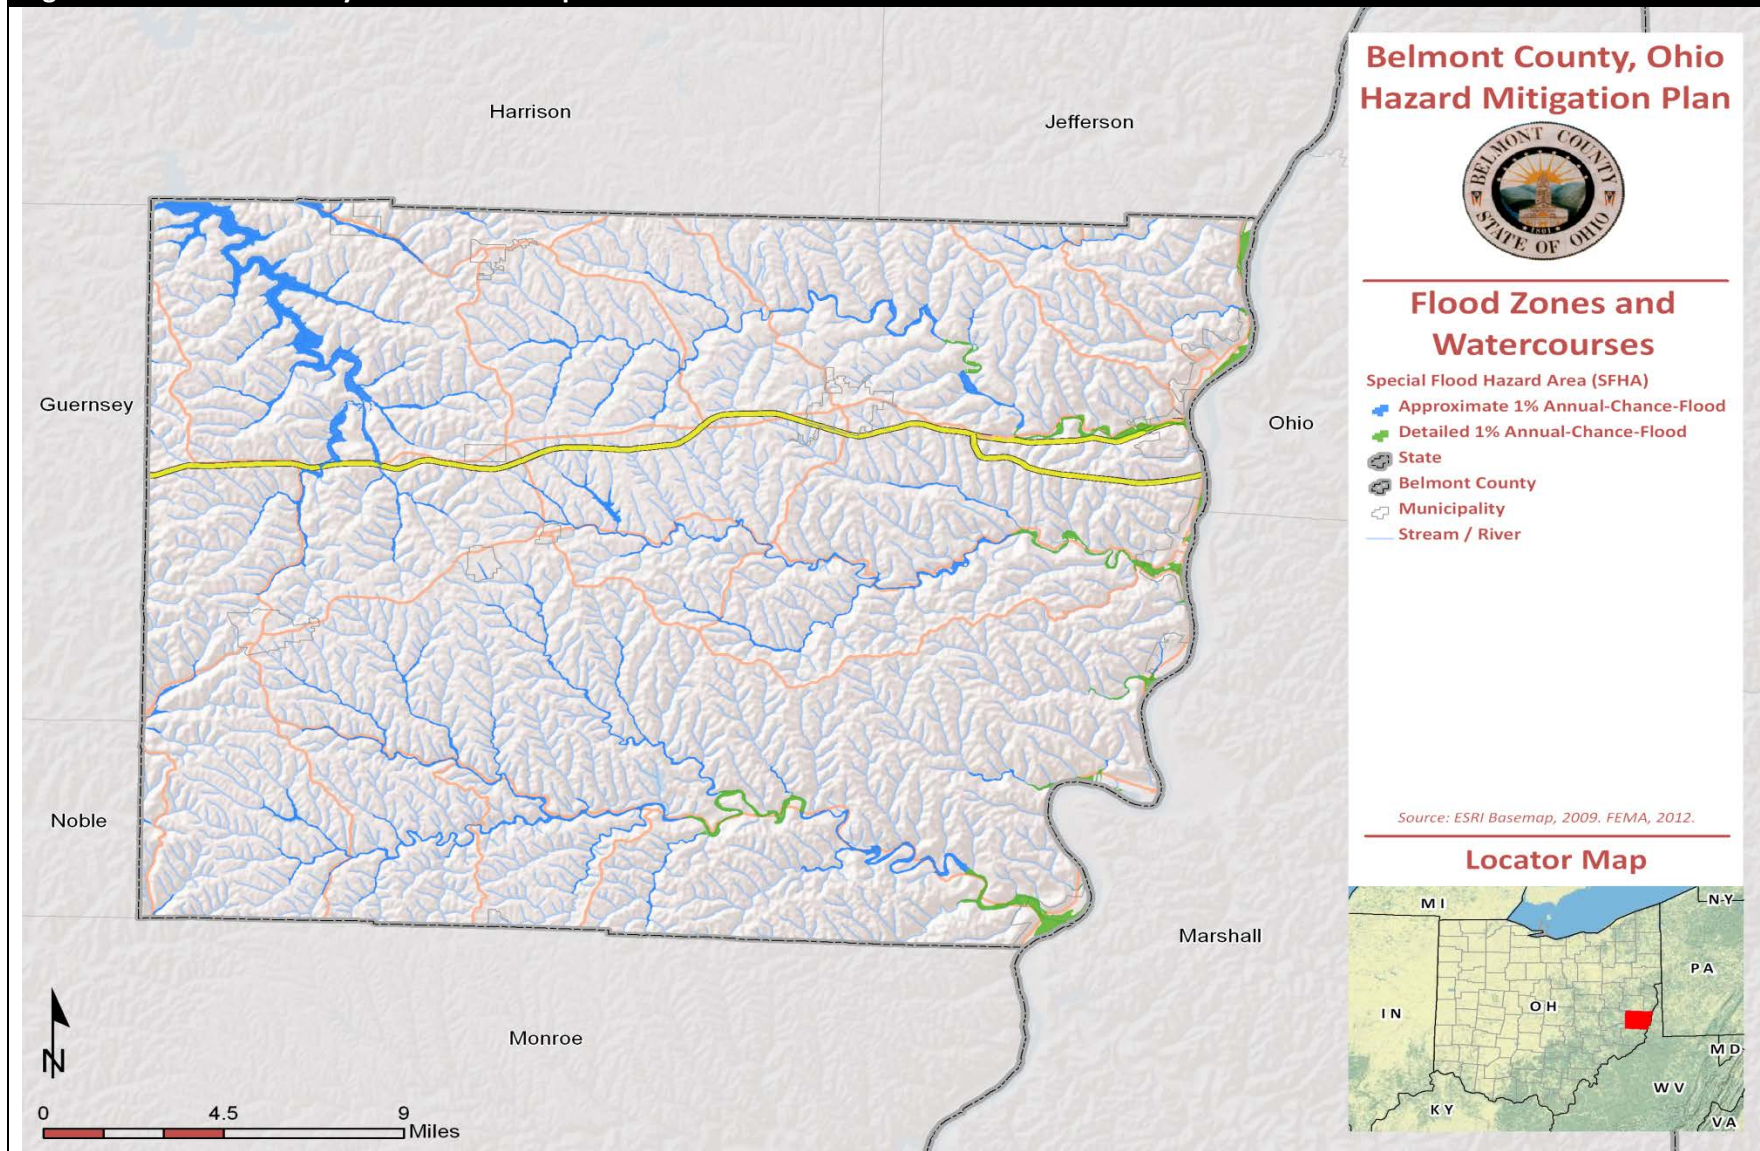 Belmont County, Ohio
Hazard Mitigation Plan
BELMONT COUNTY
STATE OF OHIO
1801
Flood Zones and
Watercourses
Special Flood Hazard Area (SFHA)
Approximate 1% Annual-Chance-Flood
Detailed 1% Annual-Chance-Flood
State
Belmont County
Municipality
Stream / River
Source: ESRI Basemap, 2009. FEMA, 2012.
Locator Map
MI
NY
PA
IN
OH
MD
WV
KY
VA
Harrison
Jefferson
Guernsey
Ohio
Noble
Marshall
Monroe
N
0 4.5 9
Miles